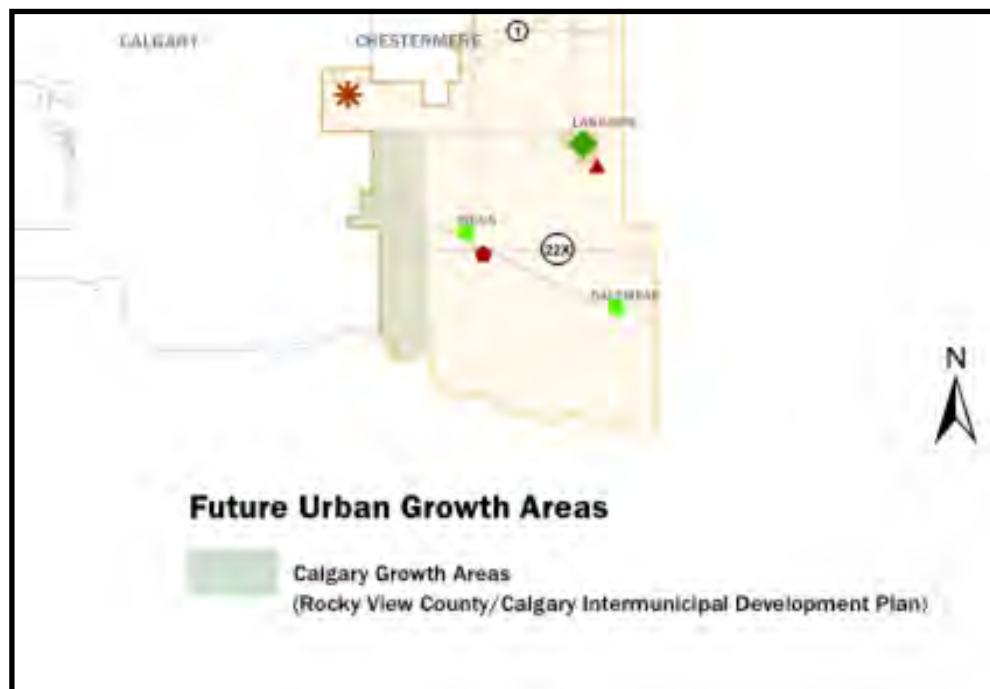 CALGARY
CHESTERMERE
1
LANGDON
22X
DALEMEAD
N
Future Urban Growth Areas
Calgary Growth Areas
(Rocky View County/Calgary Intermunicipal Development Plan)